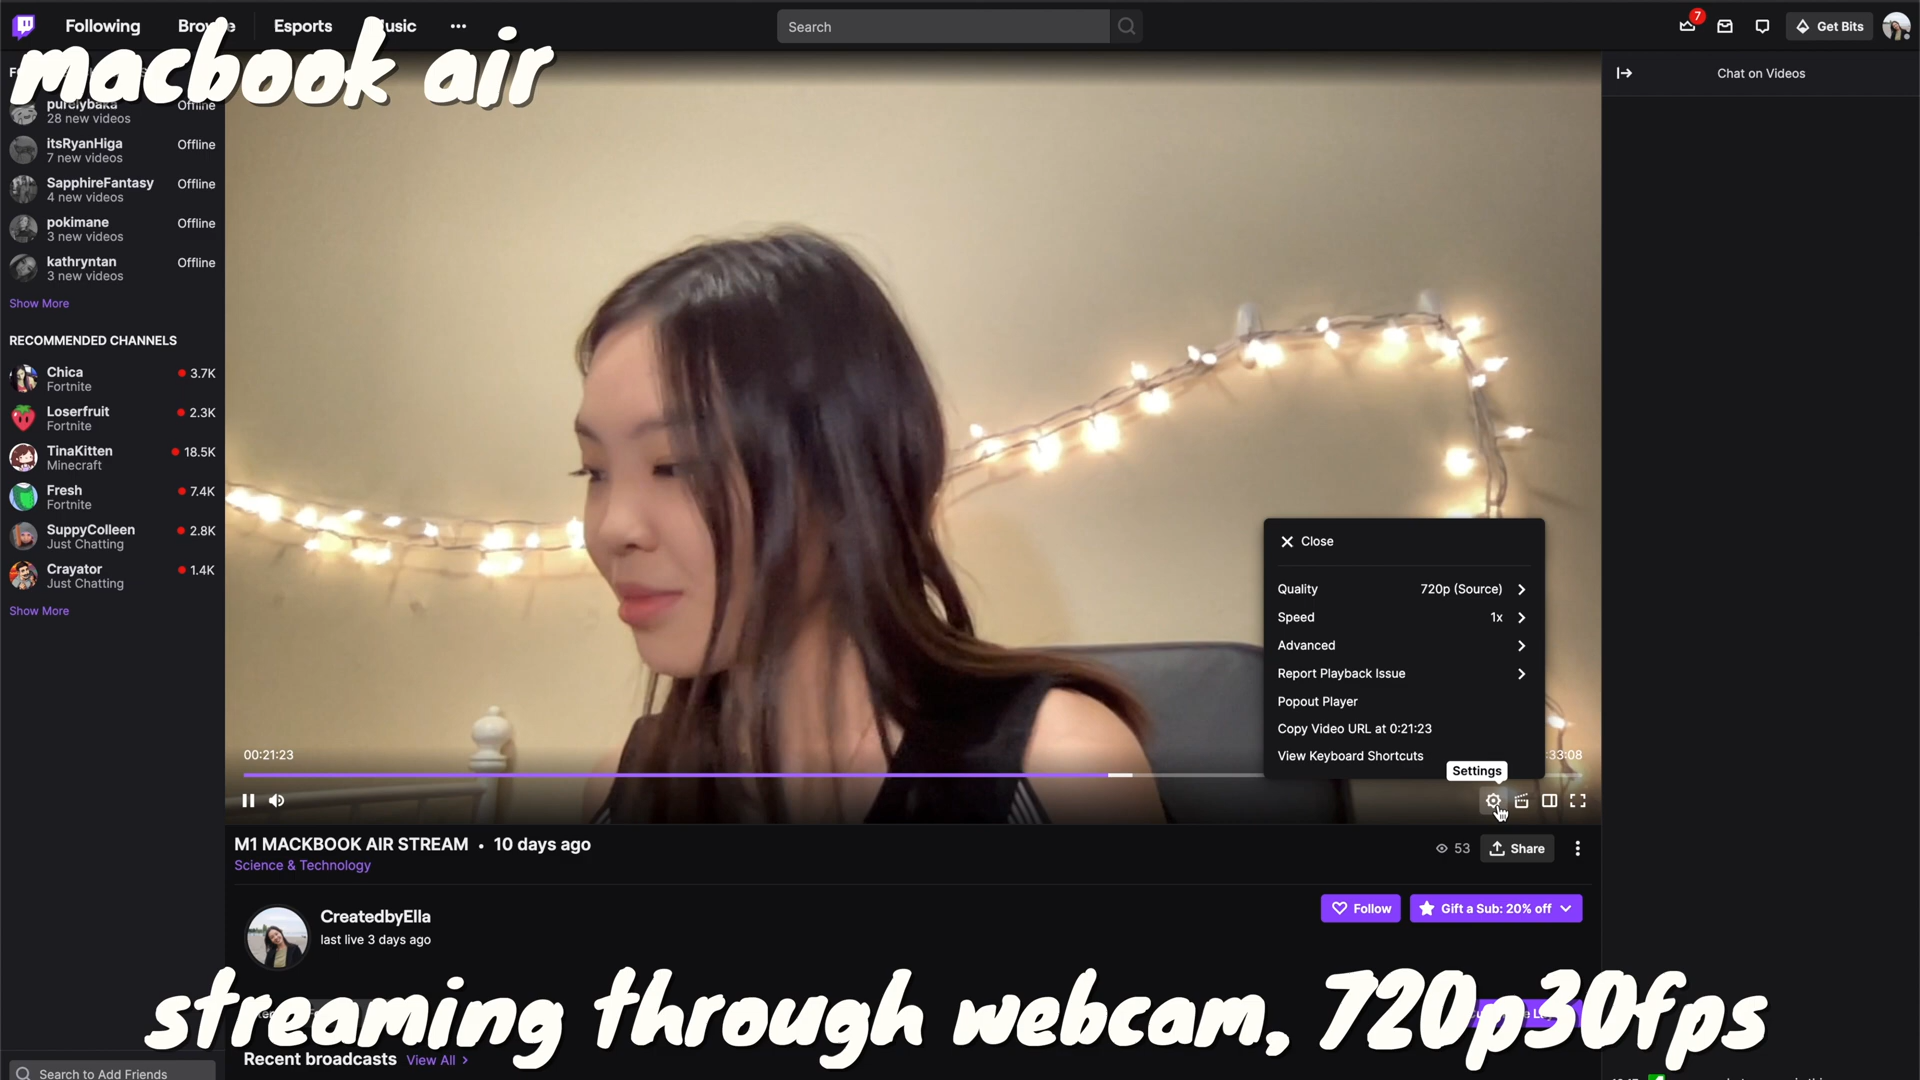 Following
Esports
Search
7
Get Bits
macbook air
Chat on Videos
purelybaka
Offline
28 new videos
itsRyanHiga
Offline
7 new videos
SapphireFantasy
Offline
4 new videos
pokimane
Offline
3 new videos
kathryntan
Offline
3 new videos
Show More
RECOMMENDED CHANNELS
Chica
3.7K
Fortnite
Loserfruit
2.3K
Fortnite
TinaKitten
18.5K
Minecraft
Fresh
7.4K
Fortnite
SuppyColleen
2.8K
Just Chatting
Crayator
1.4K
Just Chatting
Show More
Close
Quality 720p (Source)
Speed 1x
Advanced
Report Playback Issue
Popout Player
Copy Video URL at 0:21:23
View Keyboard Shortcuts
Settings
00:21:23
:33:08
M1 MACKBOOK AIR STREAM • 10 days ago
53
Share
Science & Technology
CreatedbyEla
last live 3 days ago
Follow
Gift a Sub: 20% off
streaming through webcam, 720p30fps
Recent broadcasts View All
Search to Add Friends